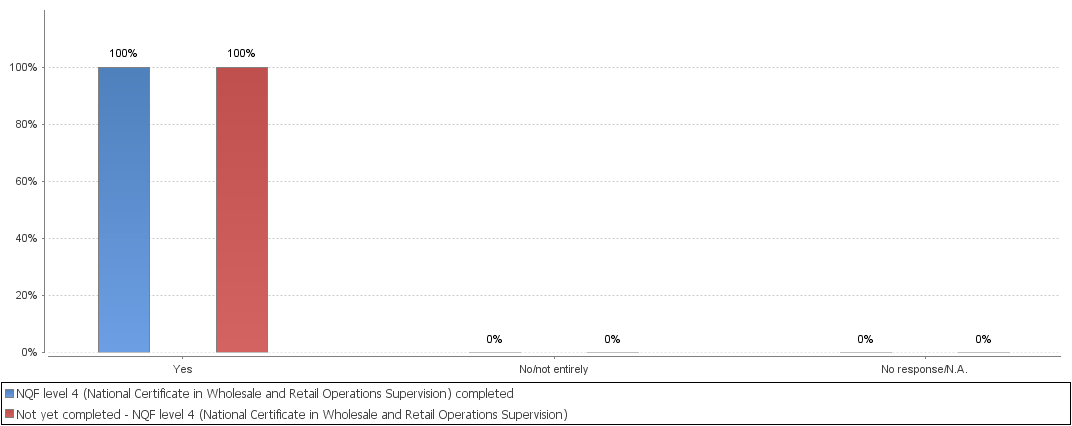 100% 100%
100%
80%
60%
40%
20%
0% 0% 0% 0%
0%
Yes No/not entirely No response/N.A.
NQF level 4 (National Certificate in Wholesale and Retail Operations Supervision) completed
Not yet completed - NQF level 4 (National Certificate in Wholesale and Retail Operations Supervision)